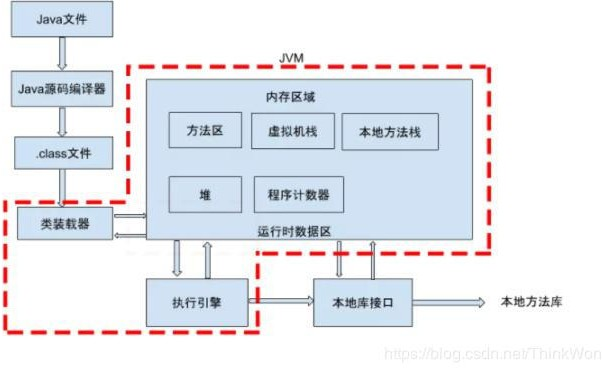 Java文件
JVM
Java源码编译器
内存区域
方法区
虚拟机栈
本地方法栈
.class文件
堆
程序计数器
类装载器
运行时数据区
执行引擎
本地库接口
本地方法库
https://blog.csdn.net/ThinkWon